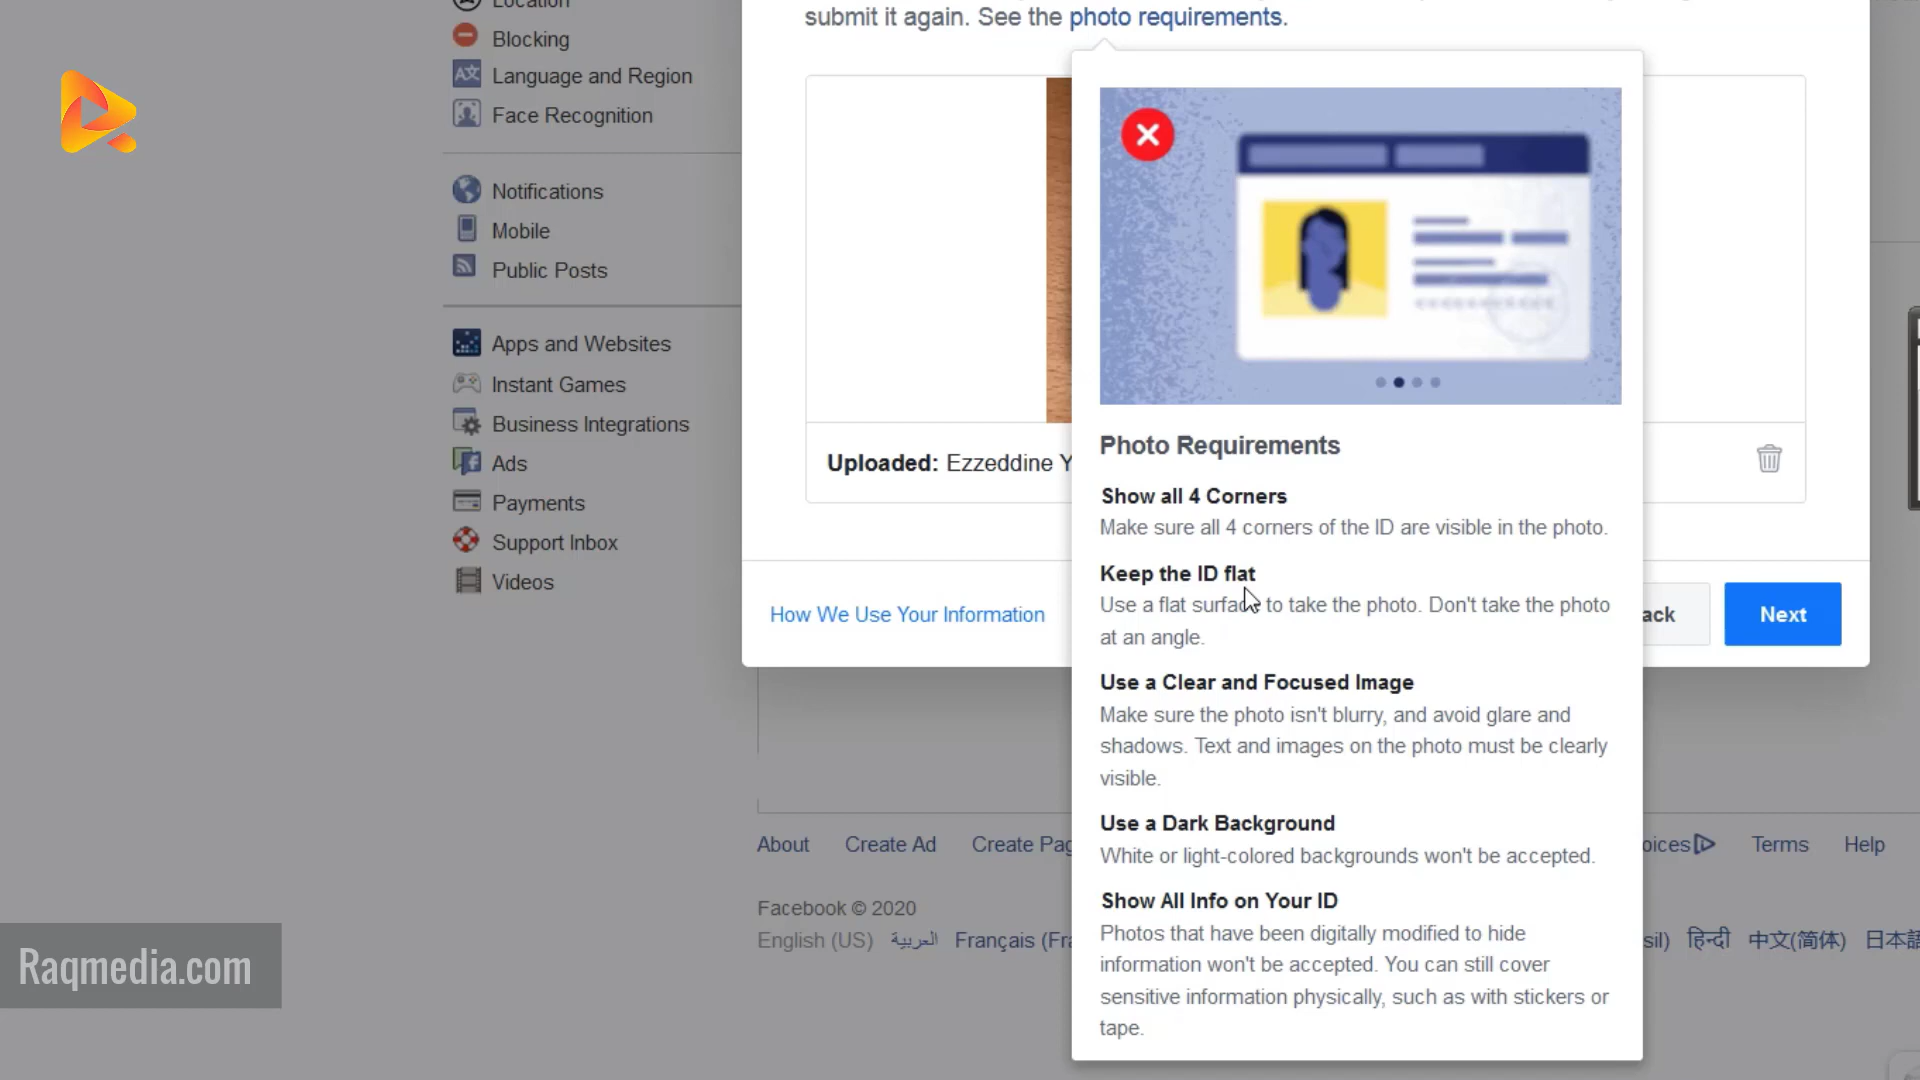 Location
Blocking
Language and Region
Face Recognition
Notifications
Mobile
Public Posts
Apps and Websites
Instant Games
Business Integrations
Ads
Payments
Support Inbox
Videos
submit it again. See the photo requirements.
Uploaded: Ezzeddine Y
Photo Requirements
Show all 4 Corners
Make sure all 4 corners of the ID are visible in the photo.
Keep the ID flat
Use a flat surface to take the photo. Don't take the photo
at an angle.
Use a Clear and Focused Image
Make sure the photo isn't blurry, and avoid glare and
shadows. Text and images on the photo must be clearly
visible.
Use a Dark Background
White or light-colored backgrounds won't be accepted.
Show All Info on Your ID
Photos that have been digitally modified to hide
information won't be accepted. You can still cover
sensitive information physically, such as with stickers or
tape.
How We Use Your Information
ack
Next
About Create Ad Create Pag oices Terms Help
Facebook © 2020
English (US) العربية Français (Fra sil) हिन्दी 中文(简体) 日本語
Raqmedia.com